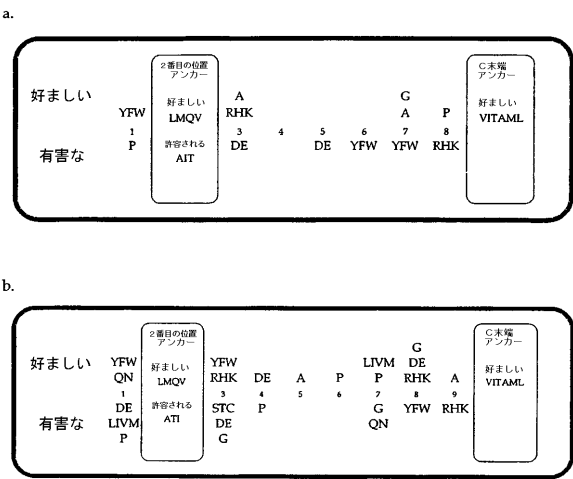 a.
2番目の位置
アンカー
C末端
アンカー
好ましい
A
G
好ましい
好ましい
YFW
LMQV
RHK
A
P
VITAML
1
3
4
5
6
7
8
有害な
P
許容される
DE
DE
YFW
YFW
RHK
AIT
b.
2番目の位置
アンカー
C末端
アンカー
G
好ましい
YFW
好ましい
YFW
LIVM
DE
好ましい
QN
LMQV
RHK
DE
A
P
P
RHK
A
VITAML
1
3
4
5
6
7
8
9
DE
許容される
STC
P
G
YFW
RHK
有害な
LIVM
ATI
DE
QN
P
G